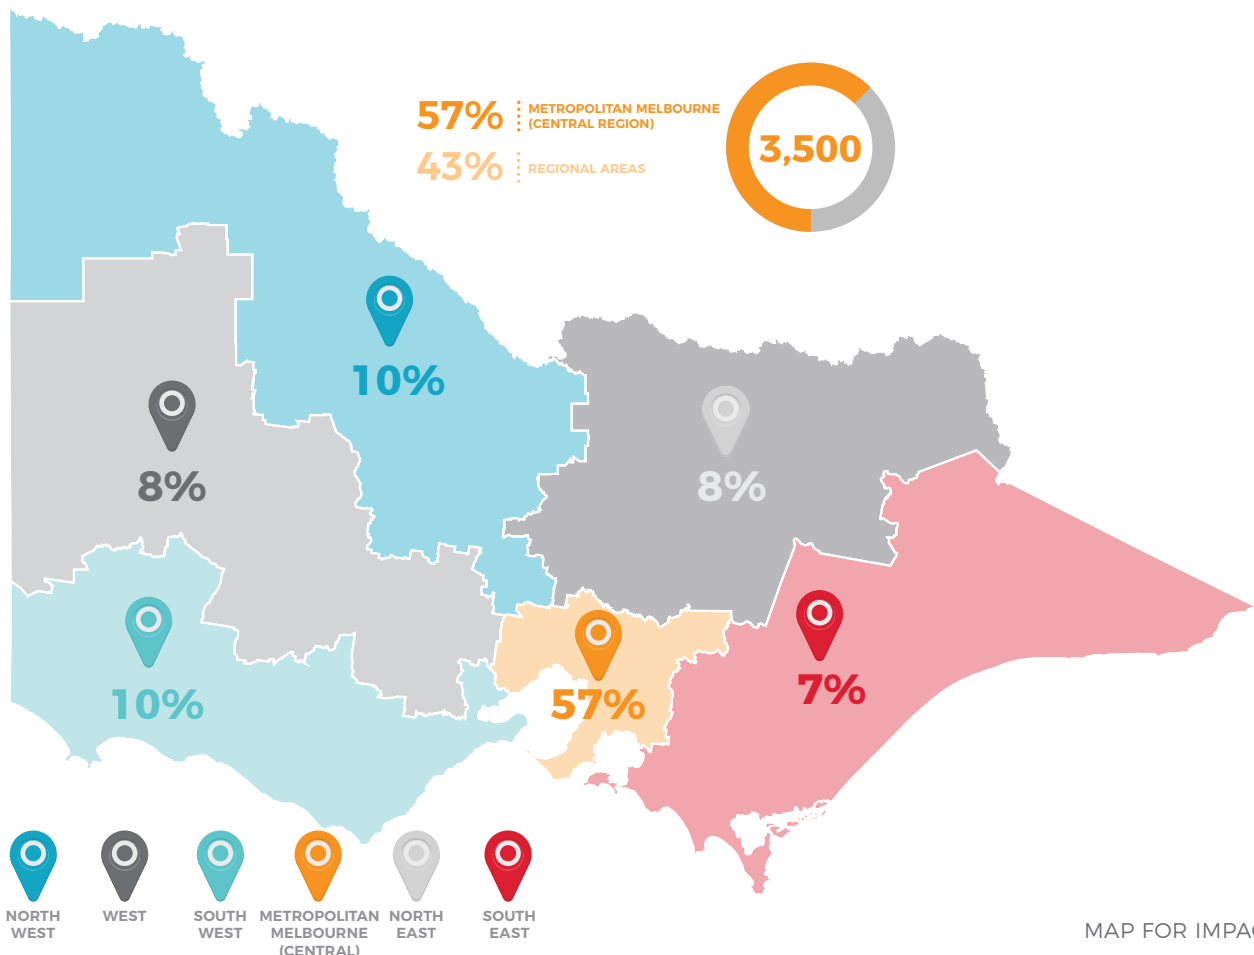 57%
METROPOLITAN MELBOURNE
(CENTRAL REGION)
43%
REGIONAL AREAS
3,500
10%
8%
8%
10%
57%
7%
NORTH
WEST
WEST
SOUTH
WEST
METROPOLITAN
MELBOURNE
(CENTRAL)
NORTH
EAST
SOUTH
EAST
MAP FOR IMPAC